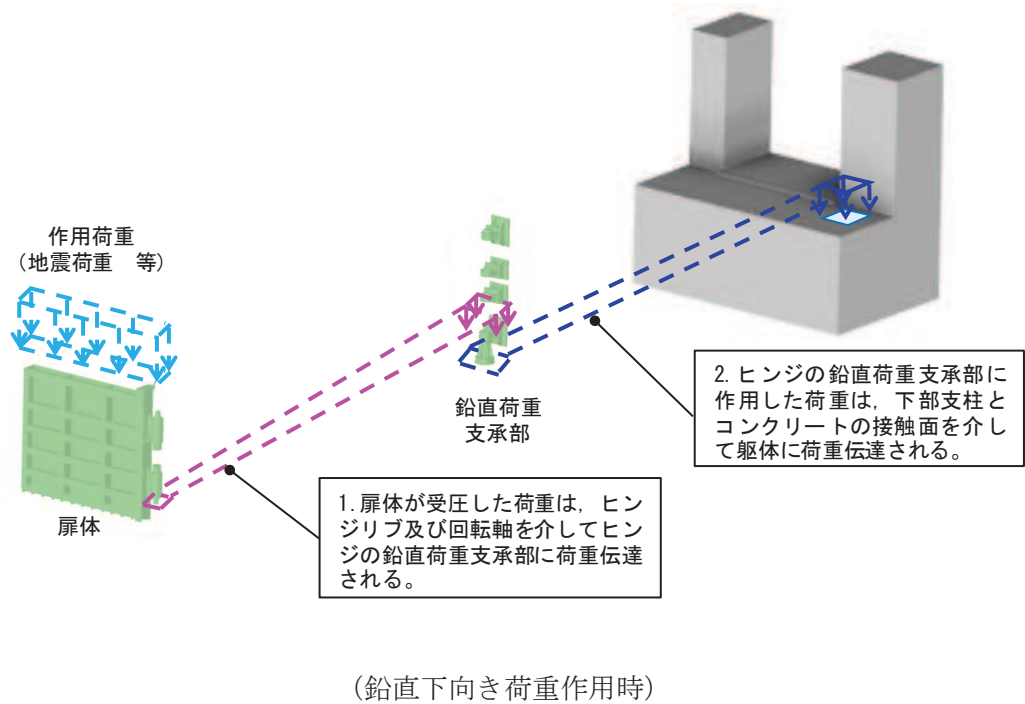 作用荷重
(地震荷重 等)
扉体
鉛直荷重
支承部
1.扉体が受圧した荷重は,ヒン
ジリブ及び回転軸を介してヒン
ジの鉛直荷重支承部に荷重伝達
される。
2.ヒンジの鉛直荷重支承部に
作用した荷重は,下部支柱と
コンクリートの接触面を介し
て躯体に荷重伝達される。
(鉛直下向き荷重作用時)